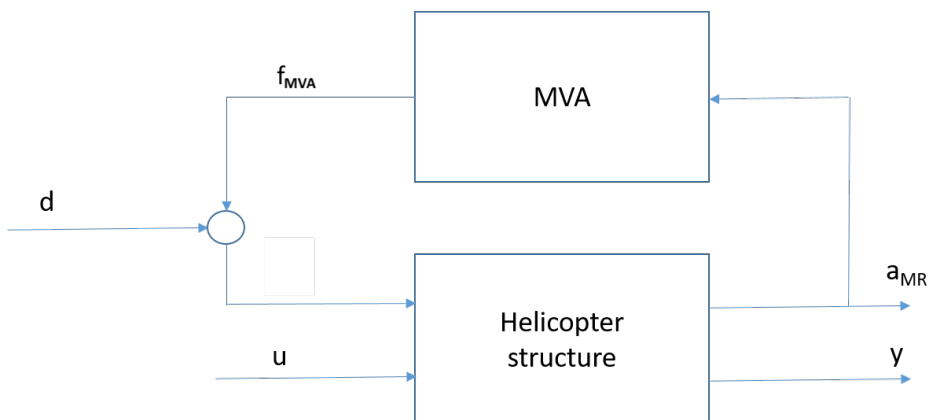 MVA
fMVA
d
aMR
Helicopter
structure
u
y